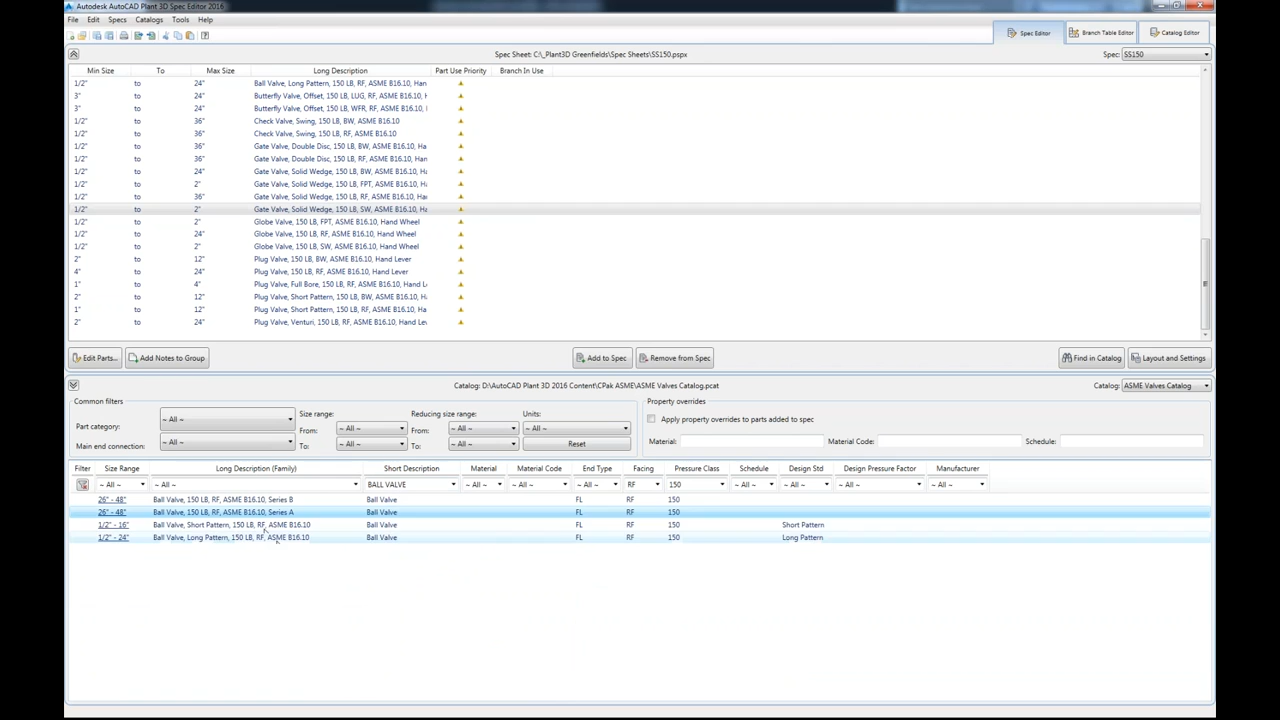 Autodesk AutoCAD Plant 3D Spec Editor 2016
File Edit Specs Catalogs Tools Help
Spec Editor Branch Table Editor Catalog Editor
Spec Sheet: C:\_Plant3D Greenfields\Spec Sheets\SS150.pspx Spec: SS150
Min Size To Max Size Long Description Part Use Priority Branch In Use
1/2" to 24" Ball Valve, Long Pattern, 150 LB, RF, ASME B16.10, Han
3" to 24" Butterfly Valve, Offset, 150 LB, LUG, RF, ASME B16.10, H
3" to 24" Butterfly Valve, Offset, 150 LB, WFR, RF, ASME B16.10,
1/2" to 36" Check Valve, Swing, 150 LB, BW, ASME B16.10
1/2" to 36" Check Valve, Swing, 150 LB, RF, ASME B16.10
1/2" to 36" Gate Valve, Double Disc, 150 LB, BW, ASME B16.10, Ha
1/2" to 36" Gate Valve, Double Disc, 150 LB, RF, ASME B16.10, Han
1/2" to 24" Gate Valve, Solid Wedge, 150 LB, BW, ASME B16.10, Ha
1/2" to 2" Gate Valve, Solid Wedge, 150 LB, FPT, ASME B16.10, Ha
1/2" to 36" Gate Valve, Solid Wedge, 150 LB, RF, ASME B16.10, Han
1/2" to 2" Gate Valve, Solid Wedge, 150 LB, SW, ASME B16.10, Ha
1/2" to 2" Globe Valve, 150 LB, FPT, ASME B16.10, Hand Wheel
1/2" to 24" Globe Valve, 150 LB, RF, ASME B16.10, Hand Wheel
1/2" to 2" Globe Valve, 150 LB, SW, ASME B16.10, Hand Wheel
2" to 12" Plug Valve, 150 LB, BW, ASME B16.10, Hand Lever
4" to 24" Plug Valve, 150 LB, RF, ASME B16.10, Hand Lever
1" to 4" Plug Valve, Full Bore, 150 LB, RF, ASME B16.10, Hand L
2" to 12" Plug Valve, Short Pattern, 150 LB, BW, ASME B16.10, Ha
1" to 12" Plug Valve, Short Pattern, 150 LB, RF, ASME B16.10, Ha
2" to 24" Plug Valve, Venturi, 150 LB, RF, ASME B16.10, Hand Le
Edit Parts... Add Notes to Group Add to Spec Remove from Spec Find in Catalog Layout and Settings
Catalog: D:\AutoCAD Plant 3D 2016 Content\CPak ASME\ASME Valves Catalog.pcat Catalog: ASME Valves Catalog
Common filters Property overrides
Part category: ~ All ~ Size range: Reducing size range: Units: Apply property overrides to parts added to spec
From: ~ All ~ From: ~ All ~ ~ All ~
Main end connection: ~ All ~ To: ~ All ~ To: ~ All ~ Reset Material: Material Code: Schedule:
Filter Size Range Long Description (Family) Short Description Material Material Code End Type Facing Pressure Class Schedule Design Std Design Pressure Factor Manufacturer
~ All ~ ~ All ~ BALL VALVE ~ All ~ ~ All ~ ~ All ~ RF 150 ~ All ~ ~ All ~ ~ All ~ ~ All ~
26" - 48" Ball Valve, 150 LB, RF, ASME B16.10, Series B Ball Valve FL RF 150
26" - 48" Ball Valve, 150 LB, RF, ASME B16.10, Series A Ball Valve FL RF 150
1/2" - 16" Ball Valve, Short Pattern, 150 LB, RF, ASME B16.10 Ball Valve FL RF 150 Short Pattern
1/2" - 24" Ball Valve, Long Pattern, 150 LB, RF, ASME B16.10 Ball Valve FL RF 150 Long Pattern